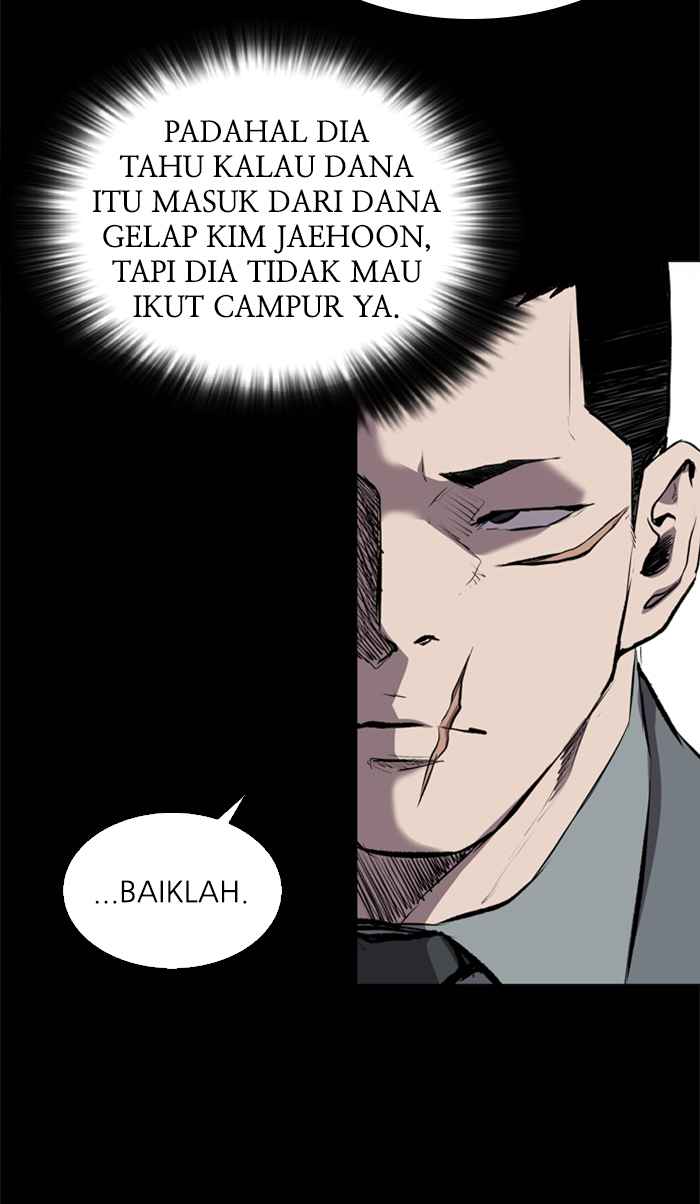 PADAHAL DIA
TAHU KALAU DANA
ITU MASUK DARI DANA
GELAP KIM JAEHOON,
TAPI DIA TIDAK MAU
IKUT CAMPUR YA.
...BAIKLAH.